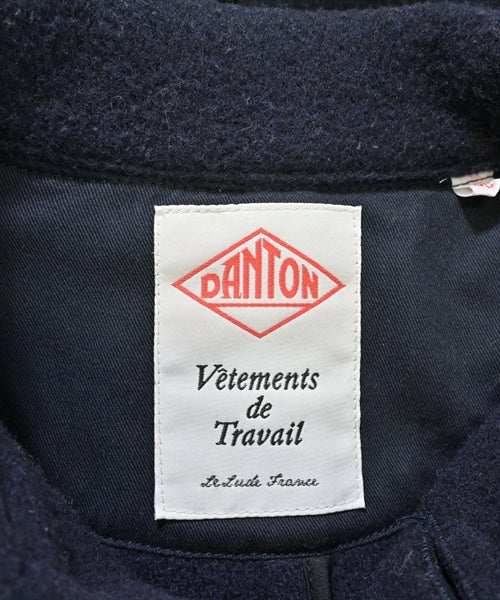 DANTON
Vêtements
de
Travail
Le Lude France